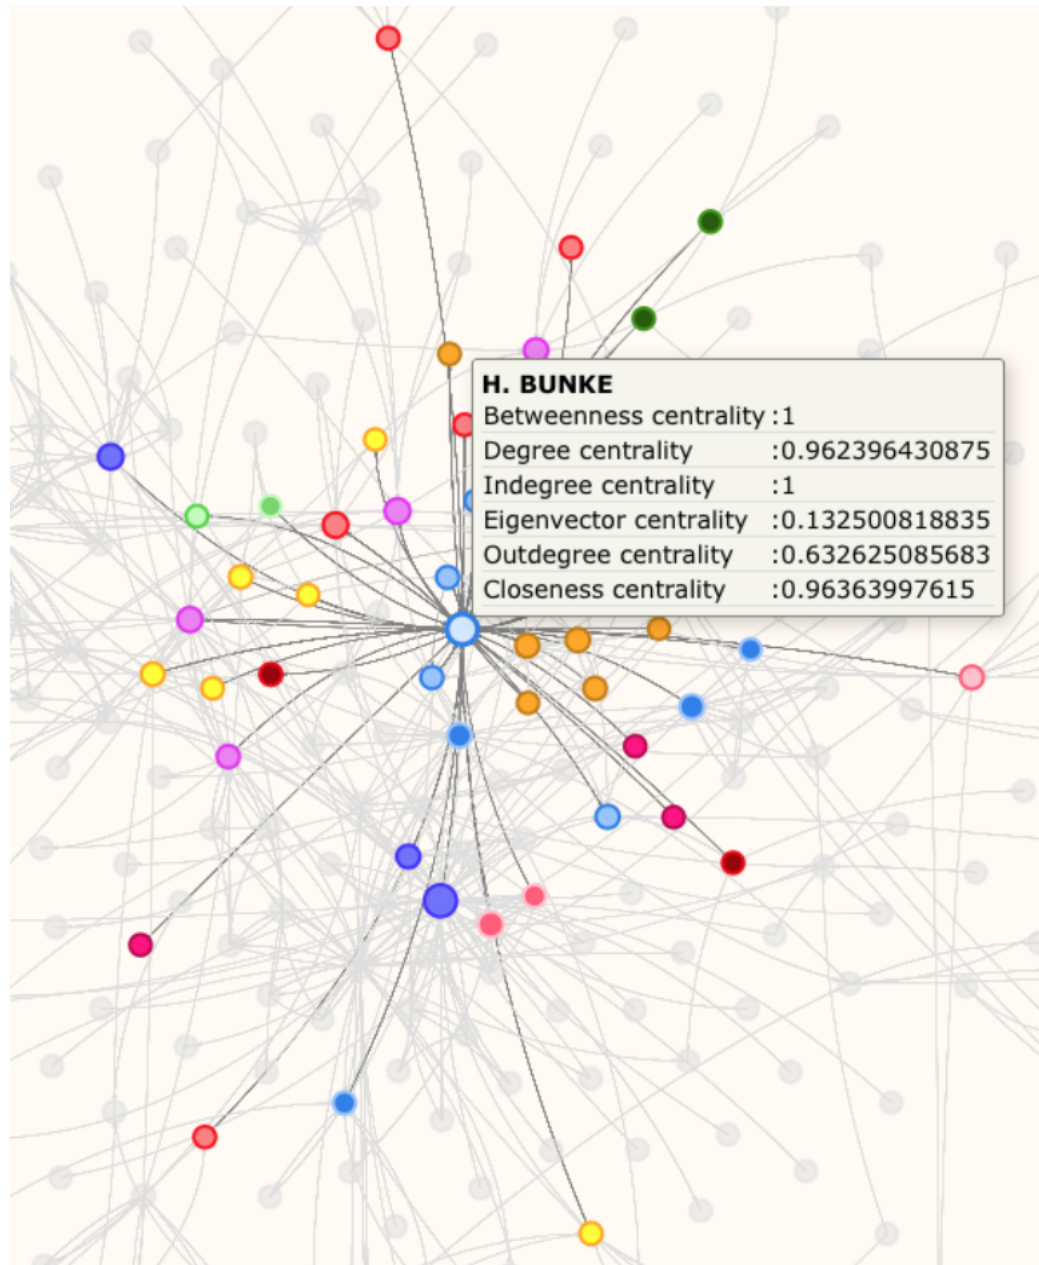 H. BUNKE
Betweenness centrality :1
Degree centrality :0.962396430875
Indegree centrality :1
Eigenvector centrality :0.132500818835
Outdegree centrality :0.632625085683
Closeness centrality :0.96363997615